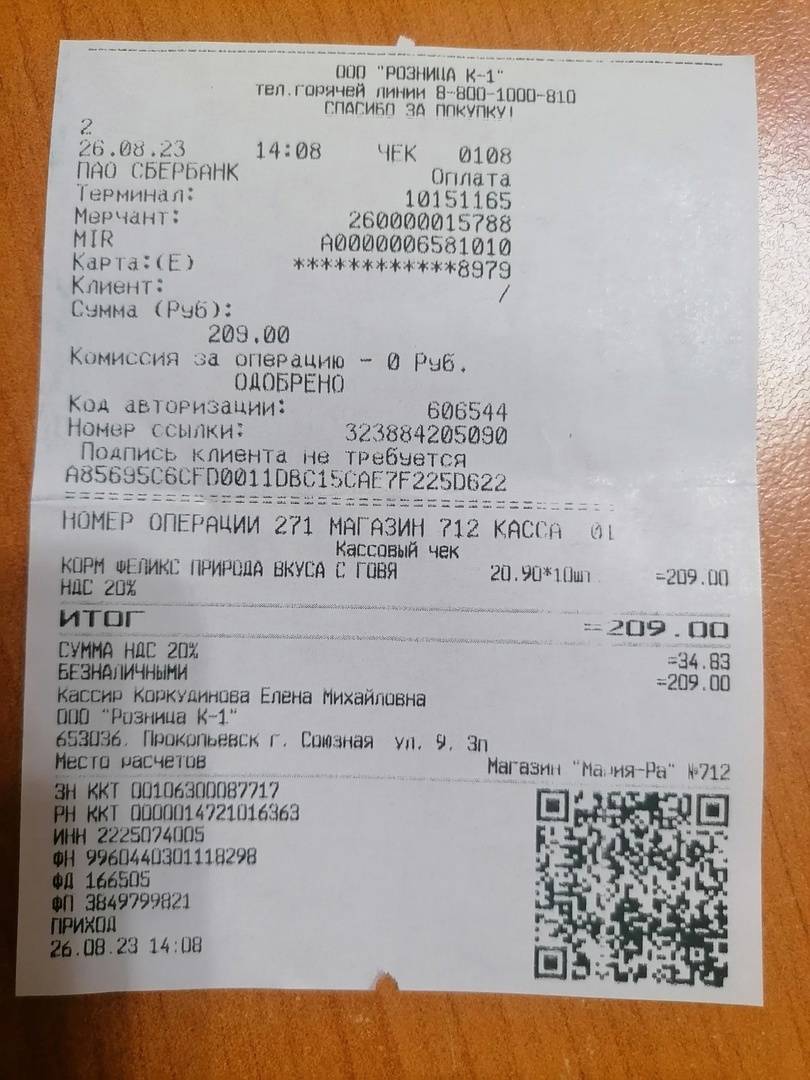 ООО "РОЗНИЦА К-1"
тел.горячей линии 8-800-1000-810
СПАСИБО ЗА ПОКУПКУ!
2
26.08.23 14:08 ЧЕК 0108
ПАО СБЕРБАНК Оплата
Терминал: 10151165
Мерчант: 260000015788
MIR A0000006581010
Карта:(E) ************8979
Клиент: /
Сумма (Руб):
209.00
Комиссия за операцию - 0 Руб.
ОДОБРЕНО
Код авторизации: 606544
Номер ссылки: 323884205090
Подпись клиента не требуется
A85695C6CFD0011DBC15CAE7F225D622
НОМЕР ОПЕРАЦИИ 271 МАГАЗИН 712 КАССА 01
Кассовый чек
КОРМ ФЕЛИКС ПРИРОДА ВКУСА С ГОВЯ 20.90*10шт. =209.00
НДС 20%
ИТОГ =209.00
СУММА НДС 20% =34.83
БЕЗНАЛИЧНЫМИ =209.00
Кассир Коркудинова Елена Михайловна
ООО "Розница К-1"
653036, Прокопьевск г. Союзная ул. 9, 3п
Место расчетов Магазин "Мария-Ра" №712
ЗН ККТ 00106300087717
РН ККТ 0000014721016363
ИНН 2225074005
ФН 9960440301118298
ФД 166505
ФП 3849799821
ПРИХОД
26.08.23 14:08